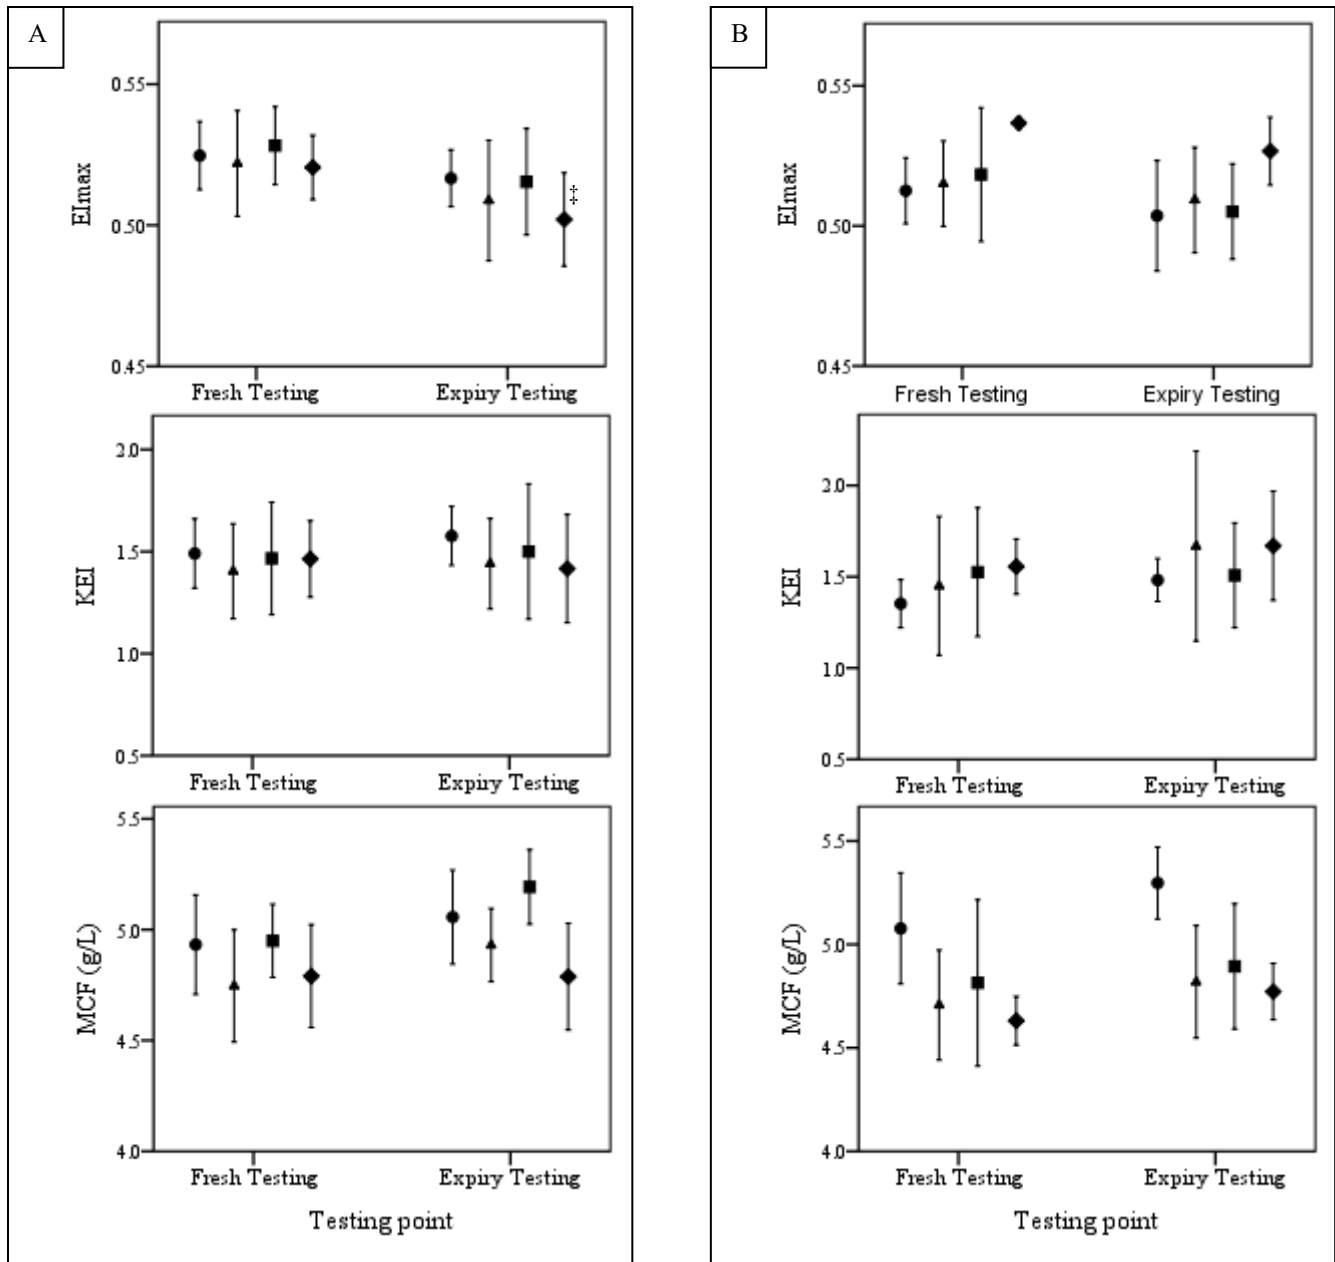 A
0.55
0.50
0.45
EImax
‡
Fresh Testing Expiry Testing
2.0
1.5
1.0
0.5
KEI
Fresh Testing Expiry Testing
5.5
5.0
4.5
4.0
MCF (g/L)
Fresh Testing Expiry Testing
Testing point
B
0.55
0.50
0.45
EImax
Fresh Testing Expiry Testing
2.0
1.5
1.0
0.5
KEI
Fresh Testing Expiry Testing
5.5
5.0
4.5
4.0
MCF (g/L)
Fresh Testing Expiry Testing
Testing point